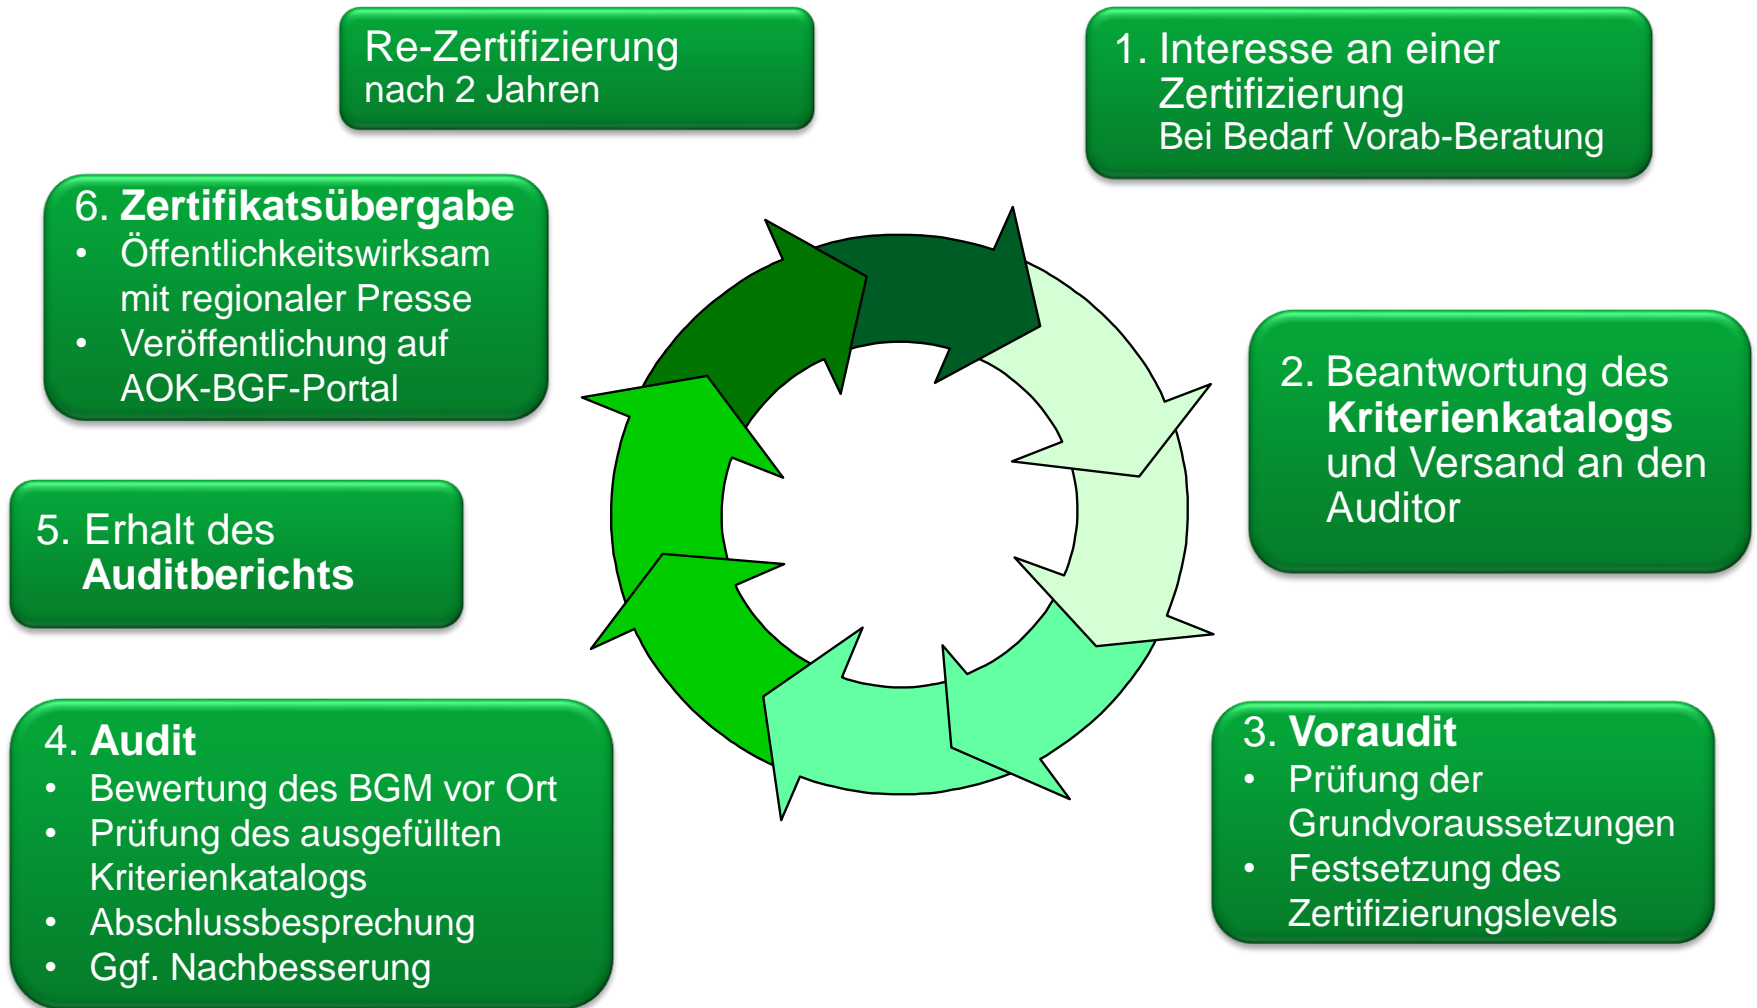 Re-Zertifizierung
nach 2 Jahren
1. Interesse an einer
Zertifizierung
Bei Bedarf Vorab-Beratung
2. Beantwortung des
Kriterienkatalogs
und Versand an den
Auditor
3. Voraudit
• Prüfung der
Grundvoraussetzungen
• Festsetzung des
Zertifizierungslevels
4. Audit
• Bewertung des BGM vor Ort
• Prüfung des ausgefüllten
Kriterienkatalogs
• Abschlussbesprechung
• Ggf. Nachbesserung
5. Erhalt des
Auditberichts
6. Zertifikatsübergabe
• Öffentlichkeitswirksam
mit regionaler Presse
• Veröffentlichung auf
AOK-BGF-Portal